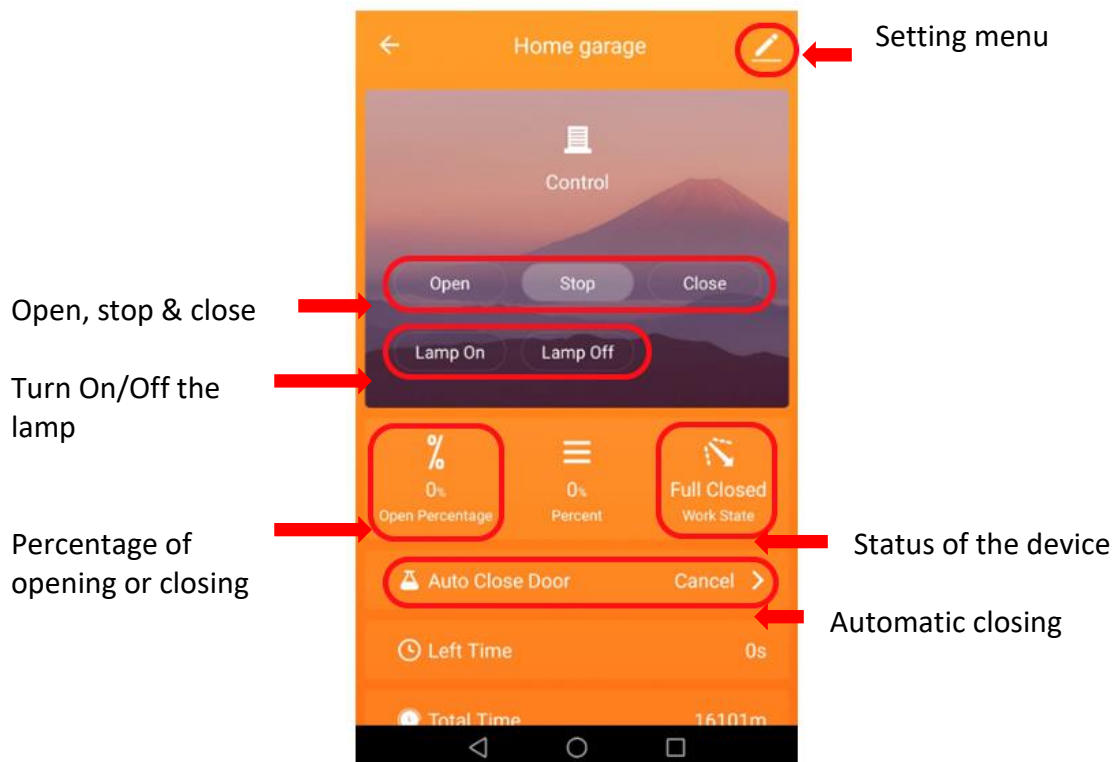 Home garage
Setting menu
Control
Open Stop Close
Open, stop & close
Lamp On Lamp Off
Turn On/Off the
lamp
%
0% 0% Full Closed
Open Percentage Percent Work State
Percentage of
opening or closing
Status of the device
Auto Close Door Cancel
Automatic closing
Left Time 0s
Total Time 16101m